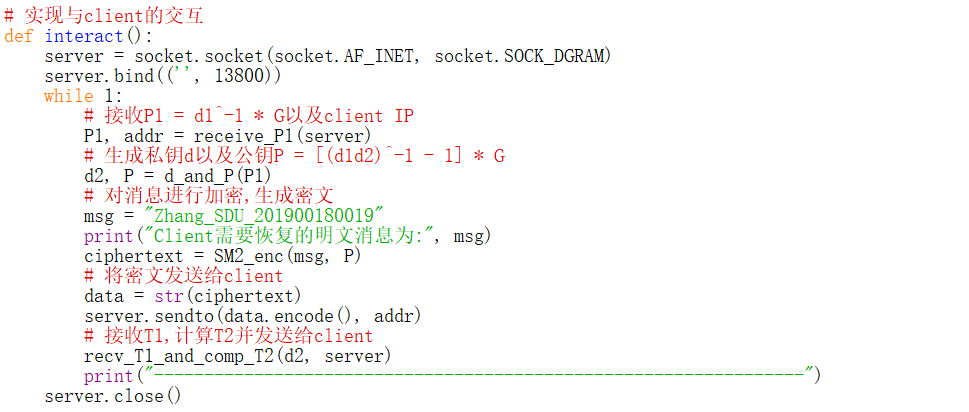 # 实现与client的交互
def interact():
    server = socket.socket(socket.AF_INET, socket.SOCK_DGRAM)
    server.bind(('', 13800))
    while 1:
        # 接收P1 = d1^-1 * G以及client IP
        P1, addr = receive_P1(server)
        # 生成私钥d以及公钥P = [(d1d2)^-1 - 1] * G
        d2, P = d_and_P(P1)
        # 对消息进行加密,生成密文
        msg = "Zhang_SDU_201900180019"
        print("Client需要恢复的明文消息为:", msg)
        ciphertext = SM2_enc(msg, P)
        # 将密文发送给client
        data = str(ciphertext)
        server.sendto(data.encode(), addr)
        # 接收T1,计算T2并发送给client
        recv_T1_and_comp_T2(d2, server)
        print("-----------------------------------------------------------------")
    server.close()